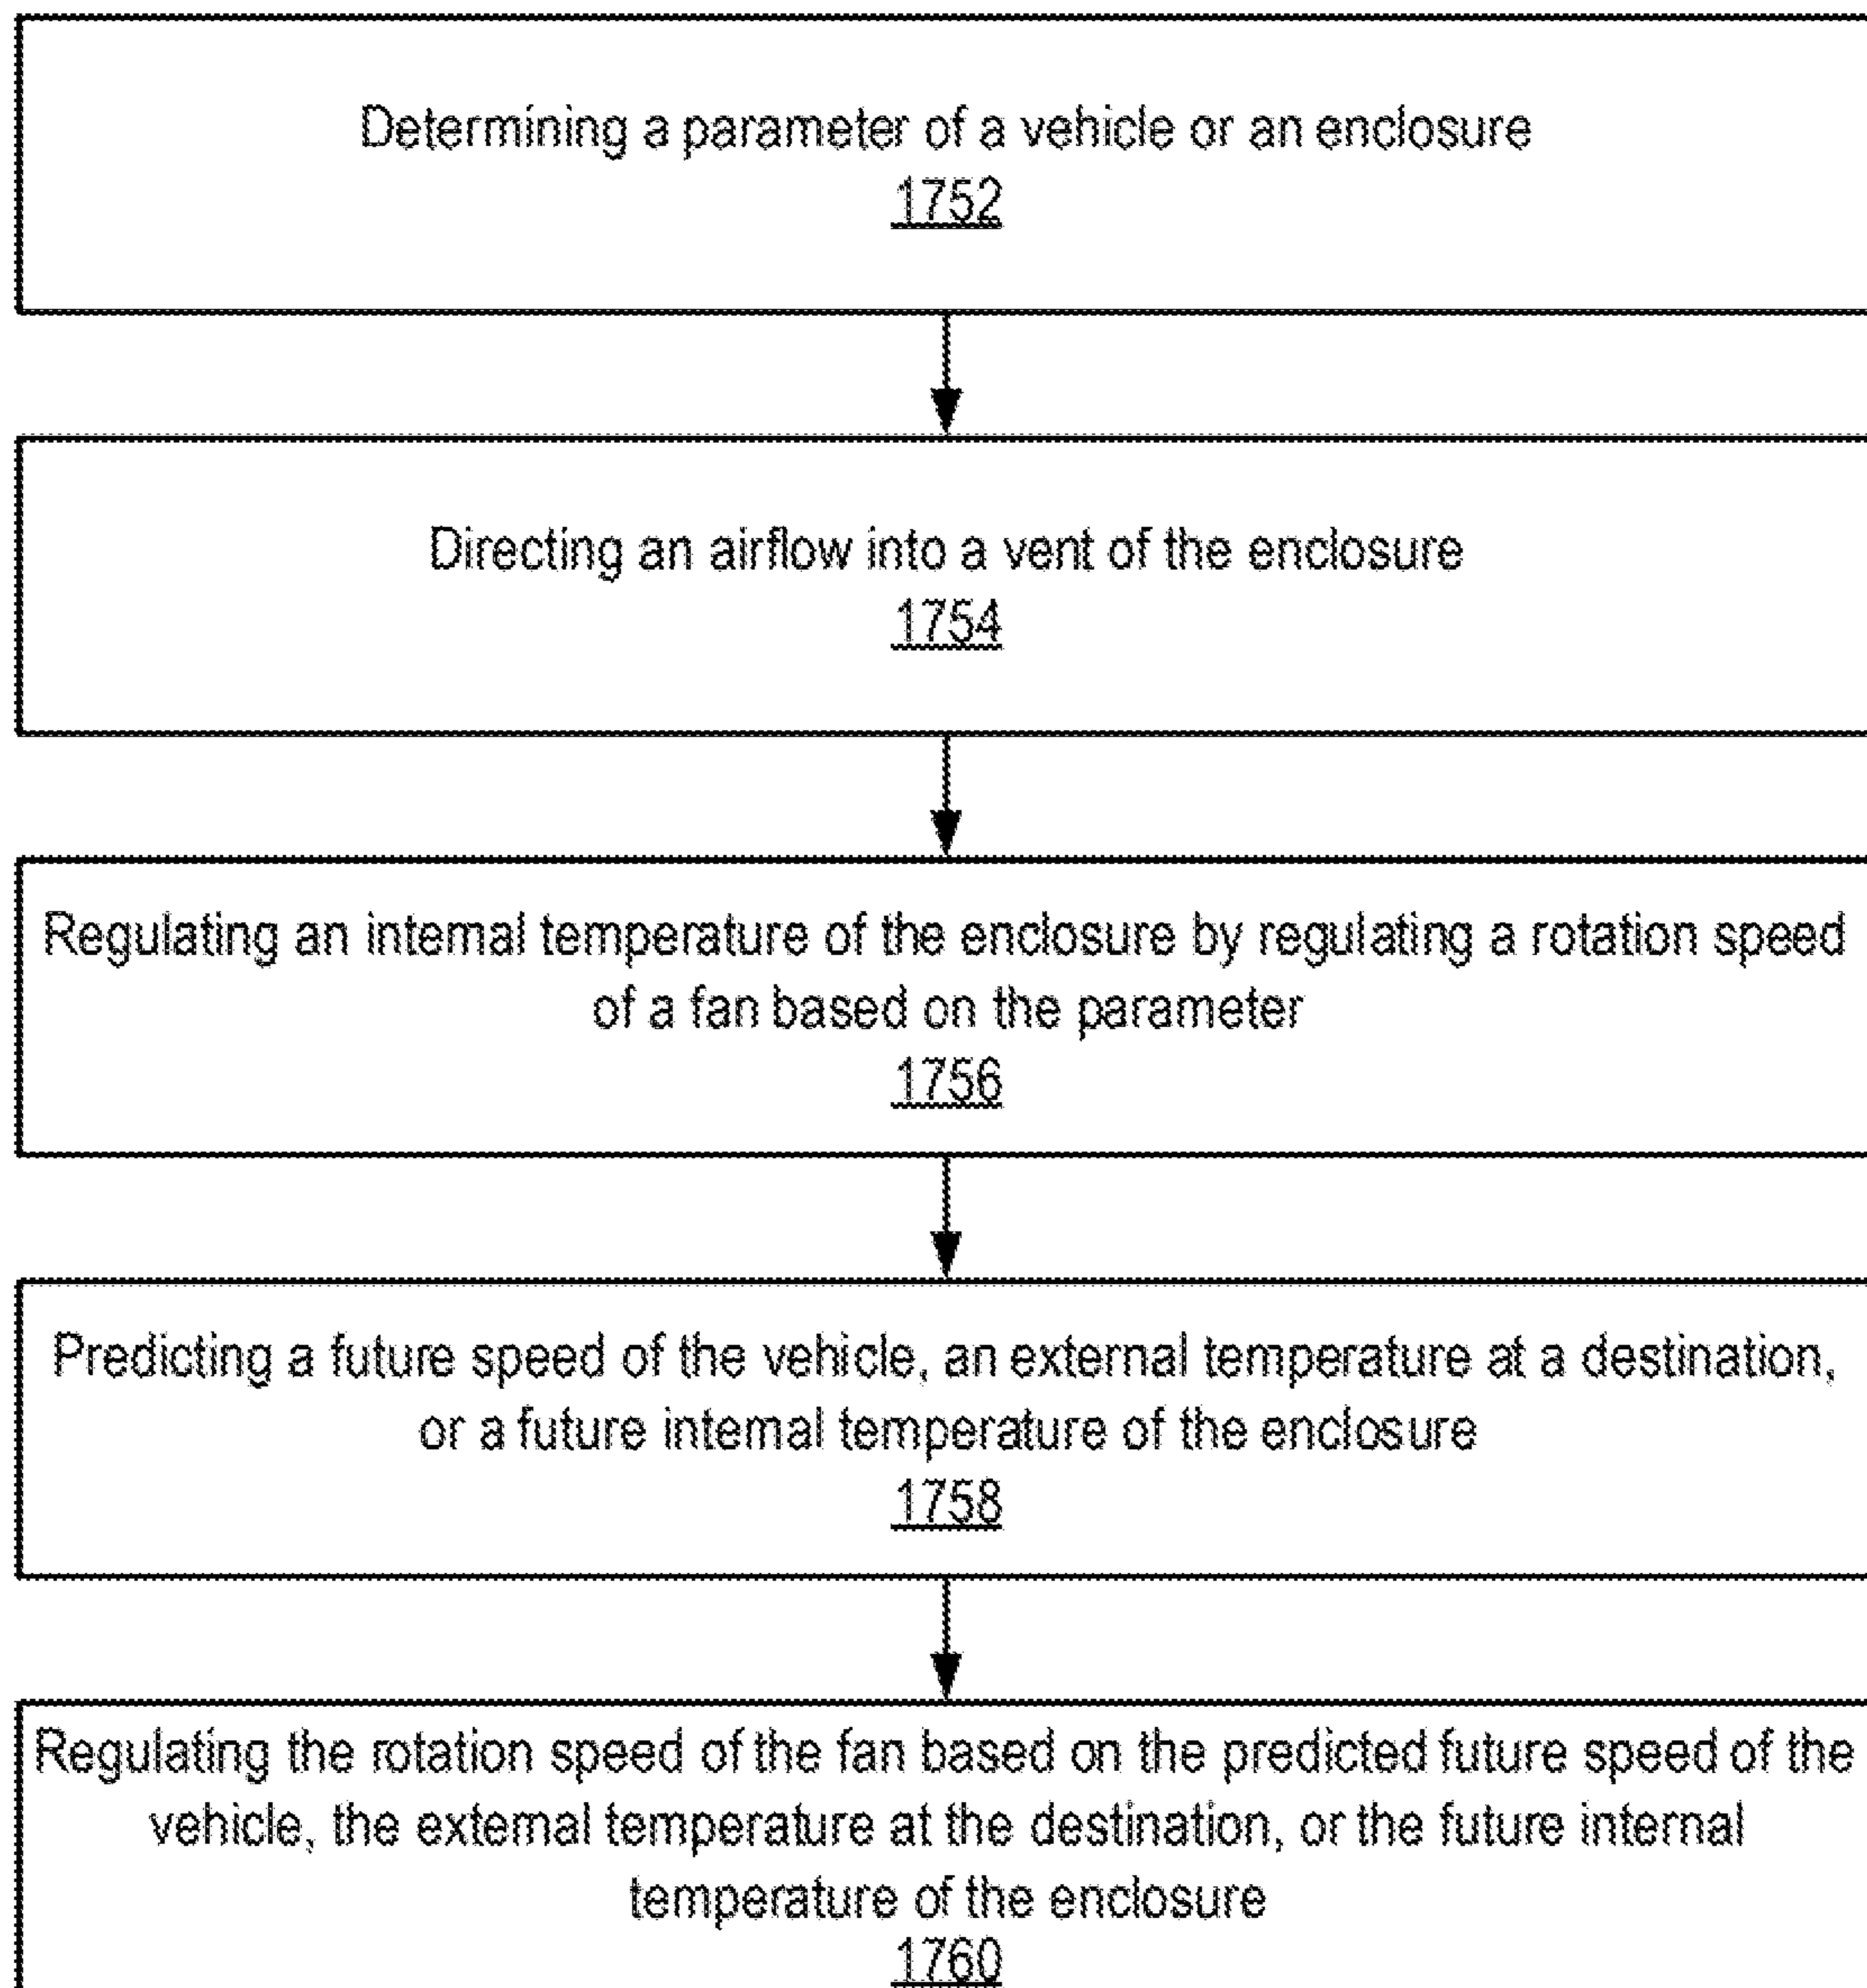 Determining a parameter of a vehicle or an enclosure
1752
Directing an airflow into a vent of the enclosure
1754
Regulating an internal temperature of the enclosure by regulating a rotation speed
of a fan based on the parameter
1756
Predicting a future speed of the vehicle, an external temperature at a destination,
or a future internal temperature of the enclosure
1758
Regulating the rotation speed of the fan based on the predicted future speed of the
vehicle, the external temperature at the destination, or the future internal
temperature of the enclosure
1760